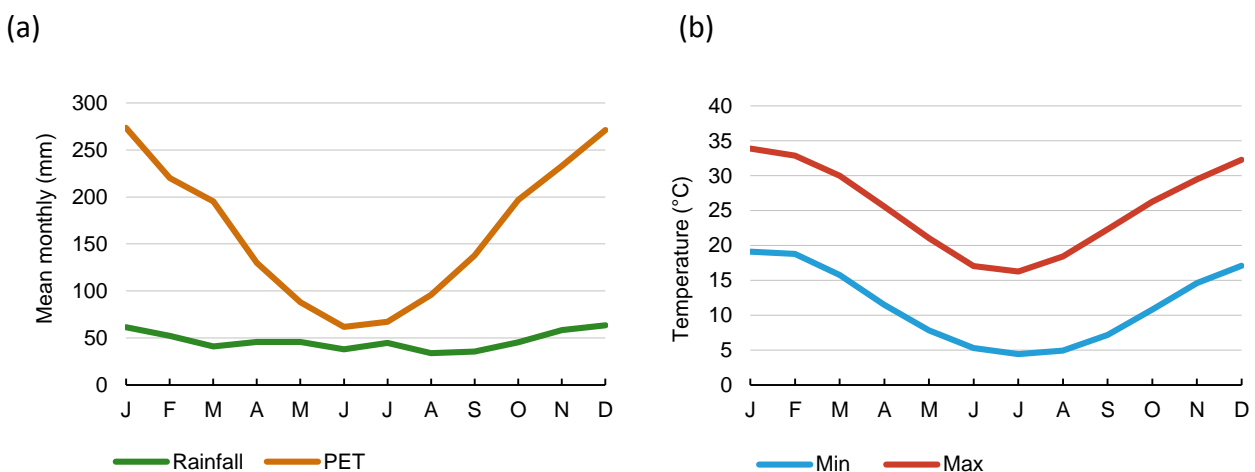 (a)
Mean monthly (mm)
300
250
200
150
100
50
0
J F M A M J J A S O N D
Rainfall PET
(b)
Temperature (°C)
40
35
30
25
20
15
10
5
0
J F M A M J J A S O N D
Min Max